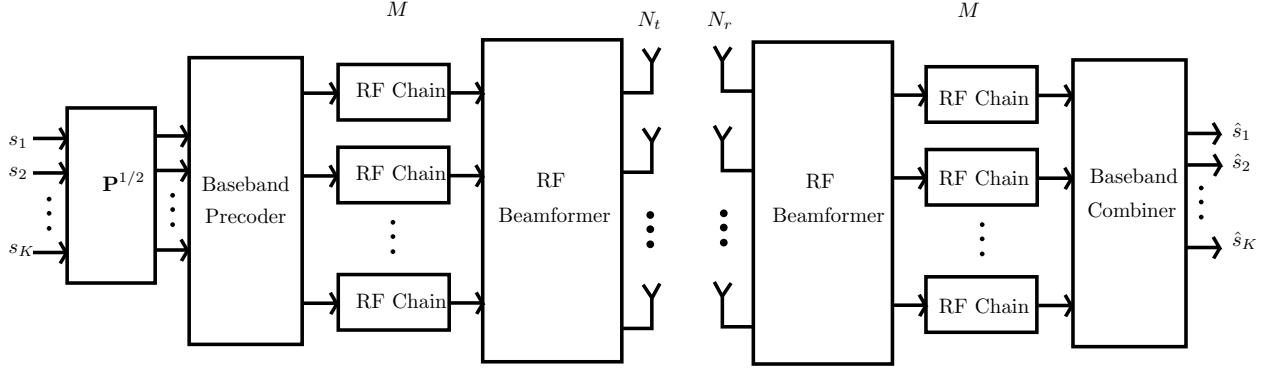 M
N_t
N_r
M
s_1
s_2
s_K
P^{1/2}
Baseband
Precoder
RF Chain
RF Chain
RF Chain
RF
Beamformer
RF
Beamformer
RF Chain
RF Chain
RF Chain
Baseband
Combiner
ŝ_1
ŝ_2
ŝ_K